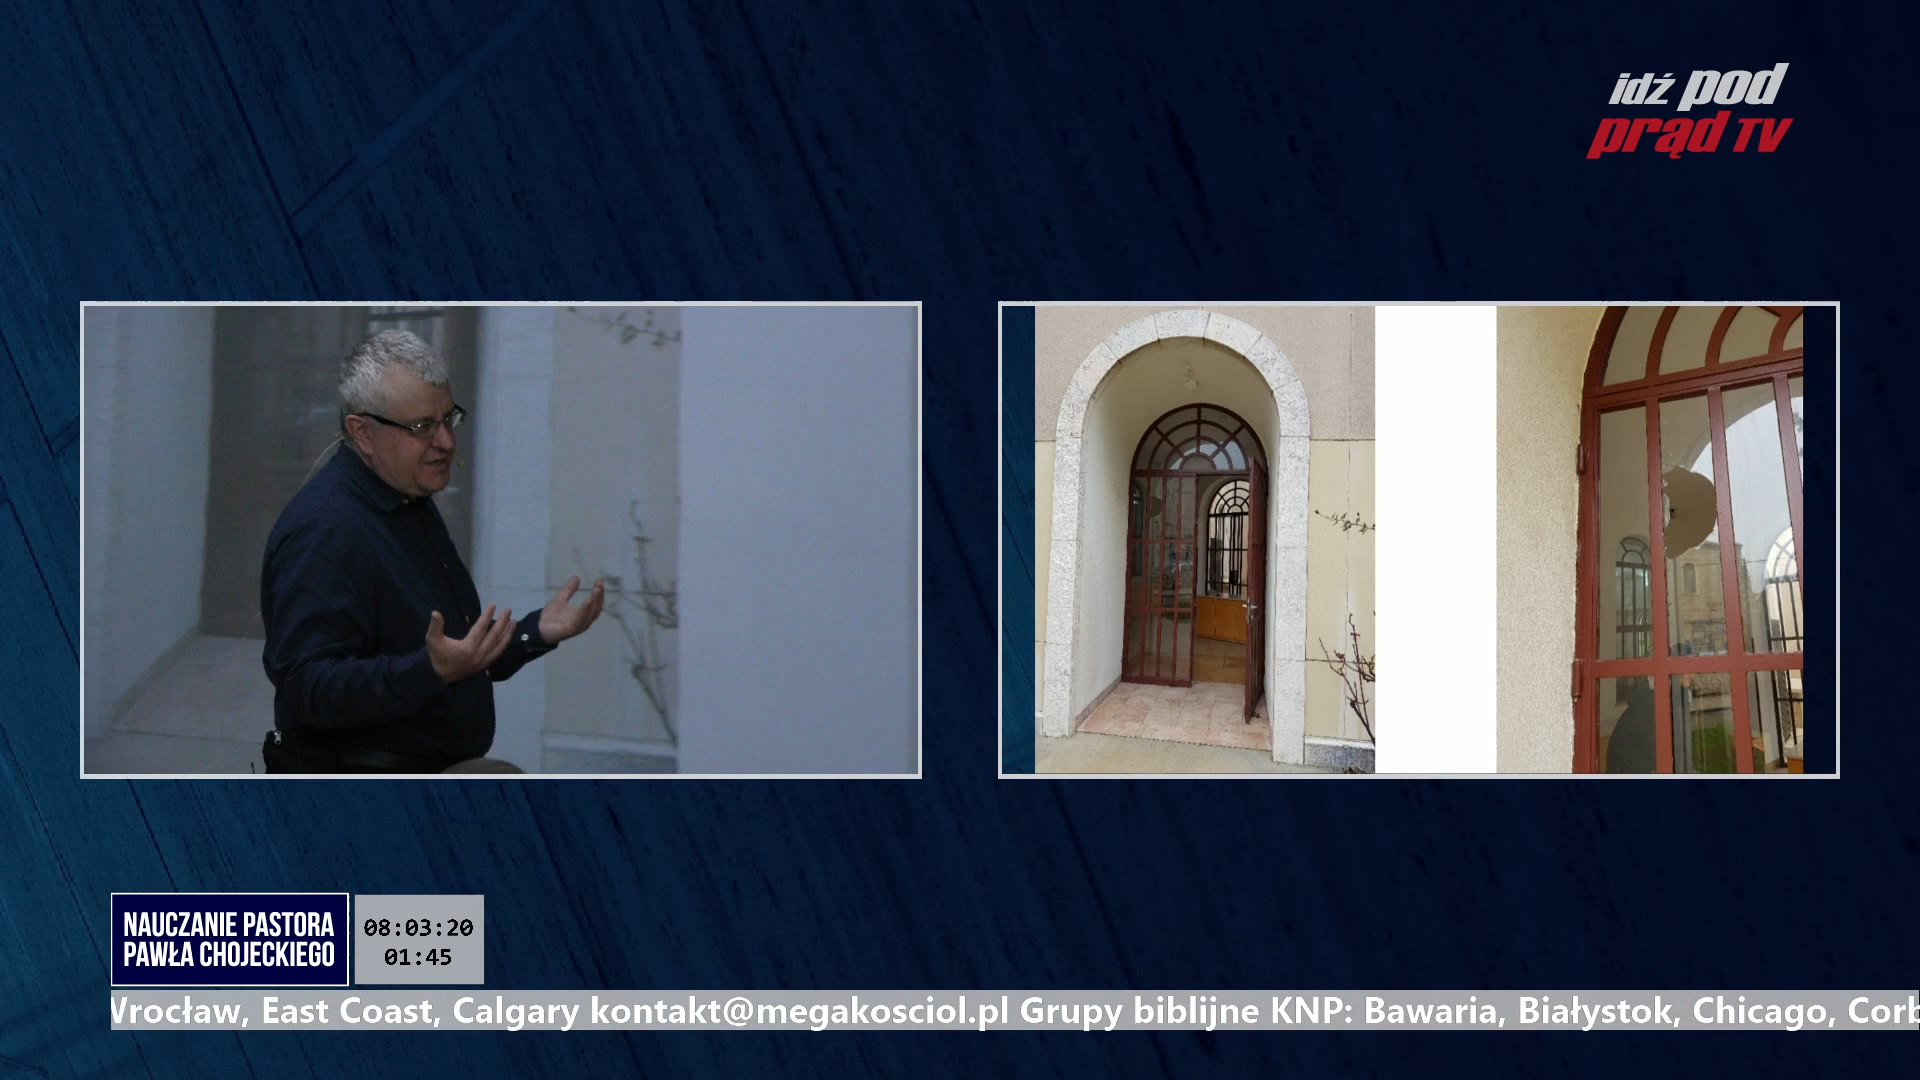 idź pod
prąd TV
NAUCZANIE PASTORA
PAWŁA CHOJECKIEGO
08:03:20
01:45
Wrocław, East Coast, Calgary kontakt@megakosciol.pl Grupy biblijne KNP: Bawaria, Białystok, Chicago, Corb